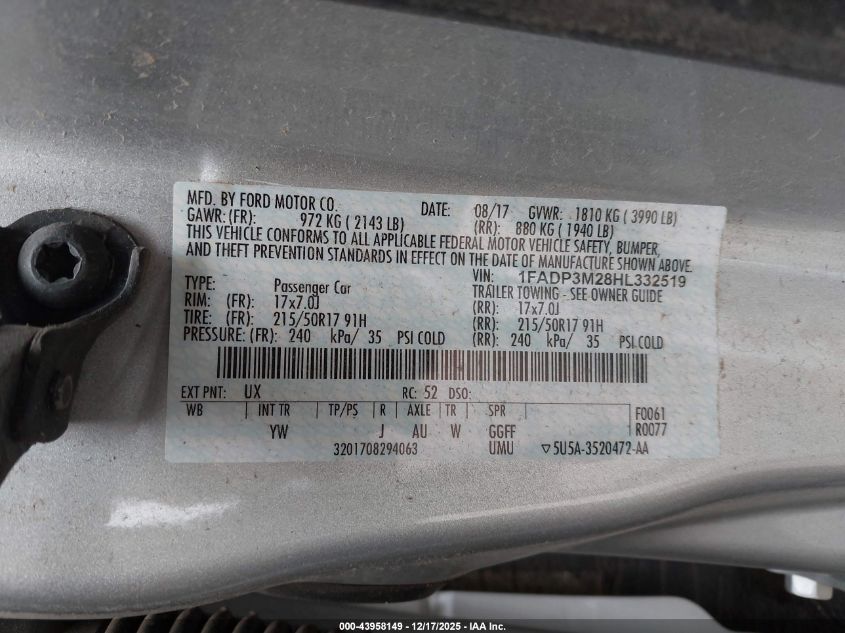 MFD. BY FORD MOTOR CO. DATE: 08/17 GVWR: 1810 KG ( 3990 LB)
GAWR: (FR): 972 KG ( 2143 LB) (RR): 880 KG ( 1940 LB)
THIS VEHICLE CONFORMS TO ALL APPLICABLE FEDERAL MOTOR VEHICLE SAFETY, BUMPER,
AND THEFT PREVENTION STANDARDS IN EFFECT ON THE DATE OF MANUFACTURE SHOWN ABOVE.
VIN: 1FADP3M28HL332519
TYPE: Passenger Car TRAILER TOWING - SEE OWNER GUIDE
RIM: (FR): 17x7.0J (RR): 17x7.0J
TIRE: (FR): 215/50R17 91H (RR): 215/50R17 91H
PRESSURE: (FR): 240 kPa/ 35 PSI COLD (RR): 240 kPa/ 35 PSI COLD
EXT PNT: UX RC: 52 DSO:
WB INT TR TP/PS R AXLE TR SPR F0061
YW J AU W GGFF R0077
3201708294063 UMU ▽5U5A-3520472-AA
000-43958149 - 12/17/2025 - IAA Inc.